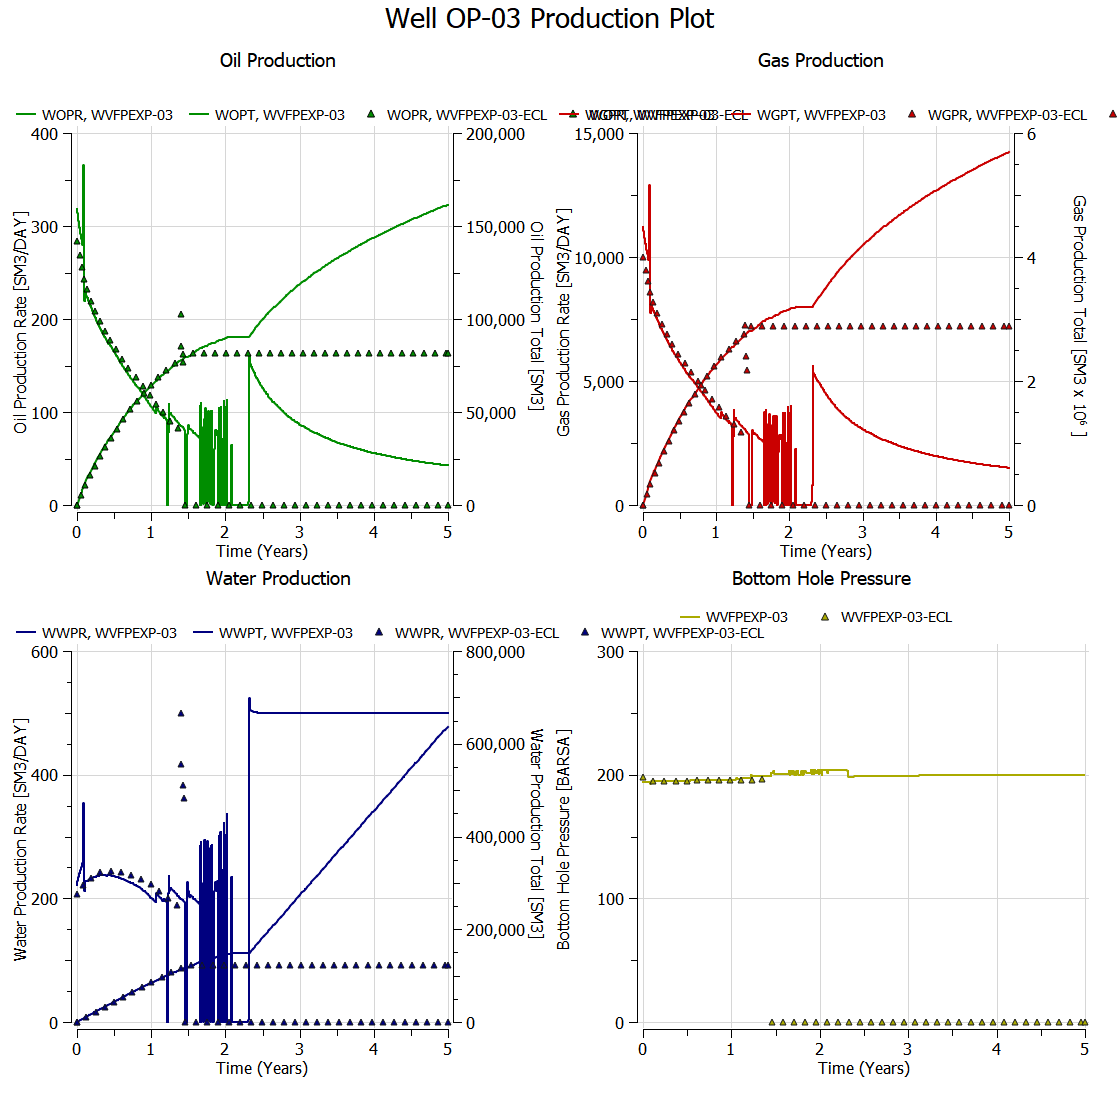 Well OP-03 Production Plot
Oil Production
WOPR, WVFPEXP-03
WOPT, WVFPEXP-03
WOPR, WVFPEXP-03-ECL
WOPT, WVFPEXP-03-ECL
400
300
200
100
0
Oil Production Rate [SM3/DAY]
200,000
150,000
100,000
50,000
0
Oil Production Total [SM3]
0 1 2 3 4 5
Time (Years)
Gas Production
WGPT, WVFPEXP-03
WGPR, WVFPEXP-03-ECL
15,000
10,000
5,000
0
Gas Production Rate [SM3/DAY]
6
4
2
0
Gas Production Total [SM3 x 10⁶ ]
0 1 2 3 4 5
Time (Years)
Water Production
WWPR, WVFPEXP-03
WWPT, WVFPEXP-03
WWPR, WVFPEXP-03-ECL
WWPT, WVFPEXP-03-ECL
600
400
200
0
Water Production Rate [SM3/DAY]
800,000
600,000
400,000
200,000
0
Water Production Total [SM3]
0 1 2 3 4 5
Time (Years)
Bottom Hole Pressure
WVFPEXP-03
WVFPEXP-03-ECL
300
200
100
0
Bottom Hole Pressure [BARSA]
0 1 2 3 4 5
Time (Years)